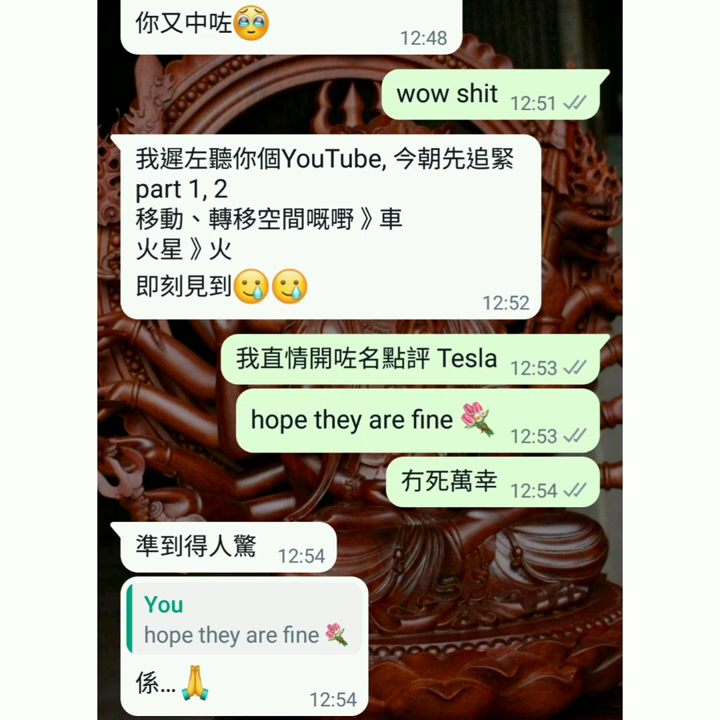 你又中咗🥹
12:48
wow shit
12:51
我遲左聽你個YouTube, 今朝先追緊
part 1, 2
移動、轉移空間嘅嘢》車
火星》火
即刻見到🥲🥲
12:52
我直情開咗名點評 Tesla
12:53
hope they are fine 💐
12:53
冇死萬幸
12:54
準到得人驚
12:54
You
hope they are fine 💐
係…🙏
12:54